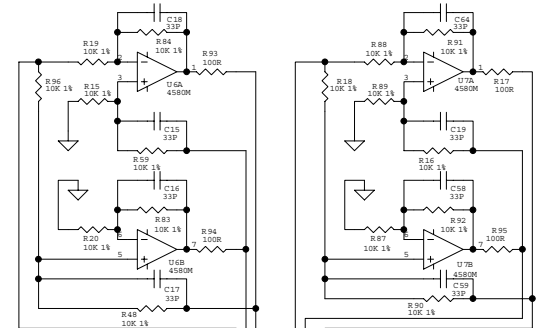 C18
33P
R84
10K 1%
R19
10K 1%
2
1
R93
100R
R96
10K 1%
R15
10K 1%
3
U6A
4580M
C15
33P
R59
10K 1%
C16
33P
R83
10K 1%
R20
10K 1%
6
7
R94
100R
5
U6B
4580M
C17
33P
R48
10K 1%
C64
33P
R91
10K 1%
R88
10K 1%
2
1
R17
100R
R18
10K 1%
R89
10K 1%
3
U7A
4580M
C19
33P
R16
10K 1%
C58
33P
R92
10K 1%
R87
10K 1%
6
7
R95
100R
5
U7B
4580M
C59
33P
R90
10K 1%